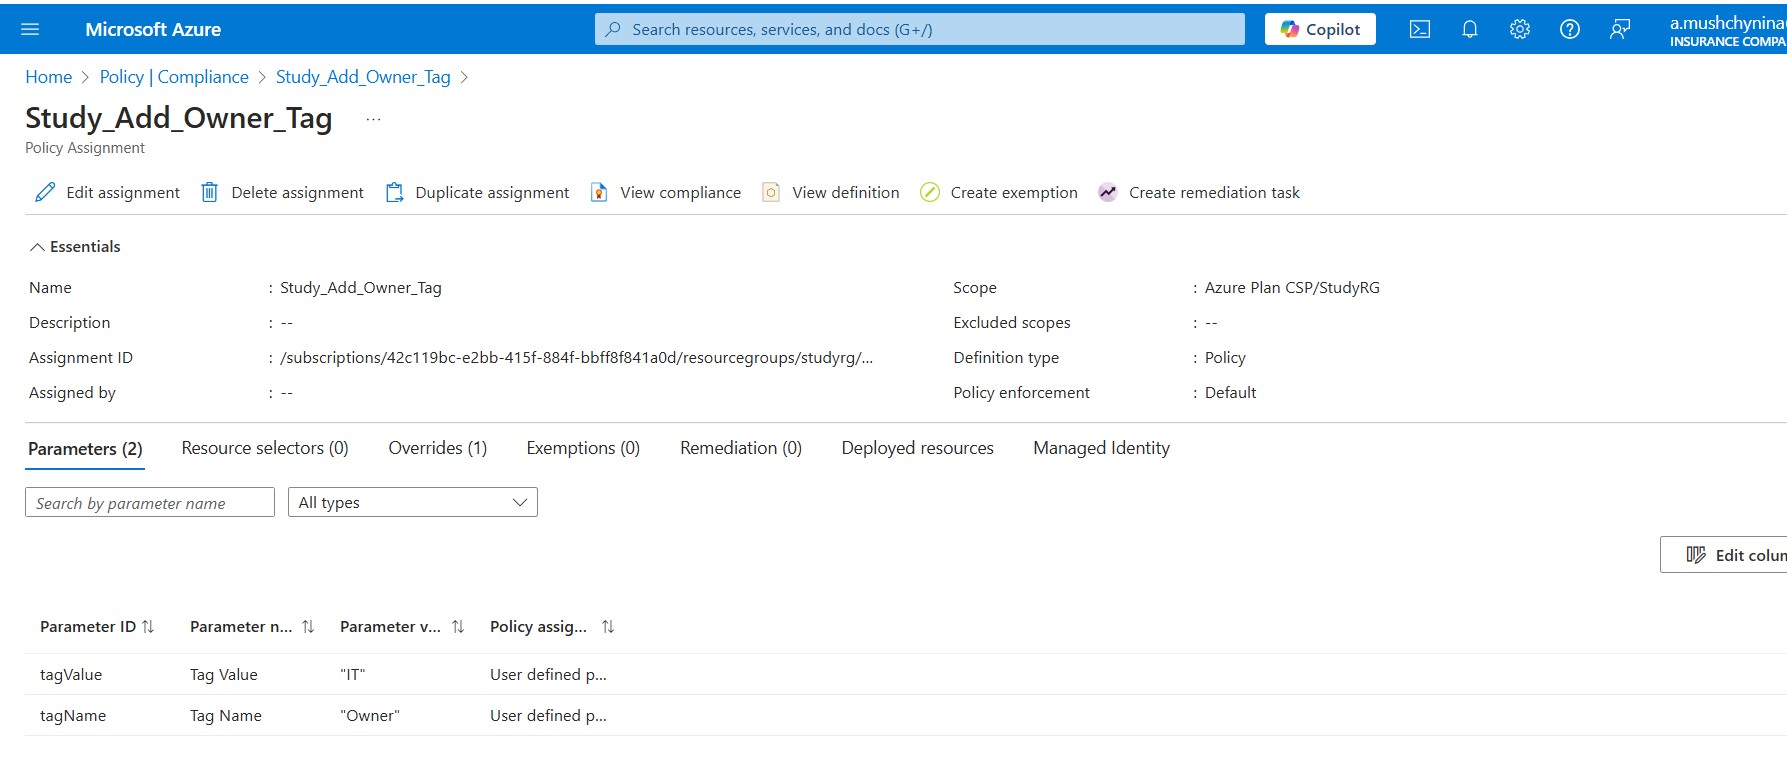 Microsoft Azure
Search resources, services, and docs (G+/)
Copilot
a.mushchynina
INSURANCE COMPA
Home > Policy | Compliance > Study_Add_Owner_Tag >
Study_Add_Owner_Tag ...
Policy Assignment
Edit assignment Delete assignment Duplicate assignment View compliance View definition Create exemption Create remediation task
Essentials
Name : Study_Add_Owner_Tag Scope : Azure Plan CSP/StudyRG
Description : -- Excluded scopes : --
Assignment ID : /subscriptions/42c119bc-e2bb-415f-884f-bbff8f841a0d/resourcegroups/studyrg/... Definition type : Policy
Assigned by : -- Policy enforcement : Default
Parameters (2) Resource selectors (0) Overrides (1) Exemptions (0) Remediation (0) Deployed resources Managed Identity
Search by parameter name All types
Edit colum
Parameter ID Parameter n... Parameter v... Policy assig...
tagValue Tag Value "IT" User defined p...
tagName Tag Name "Owner" User defined p...